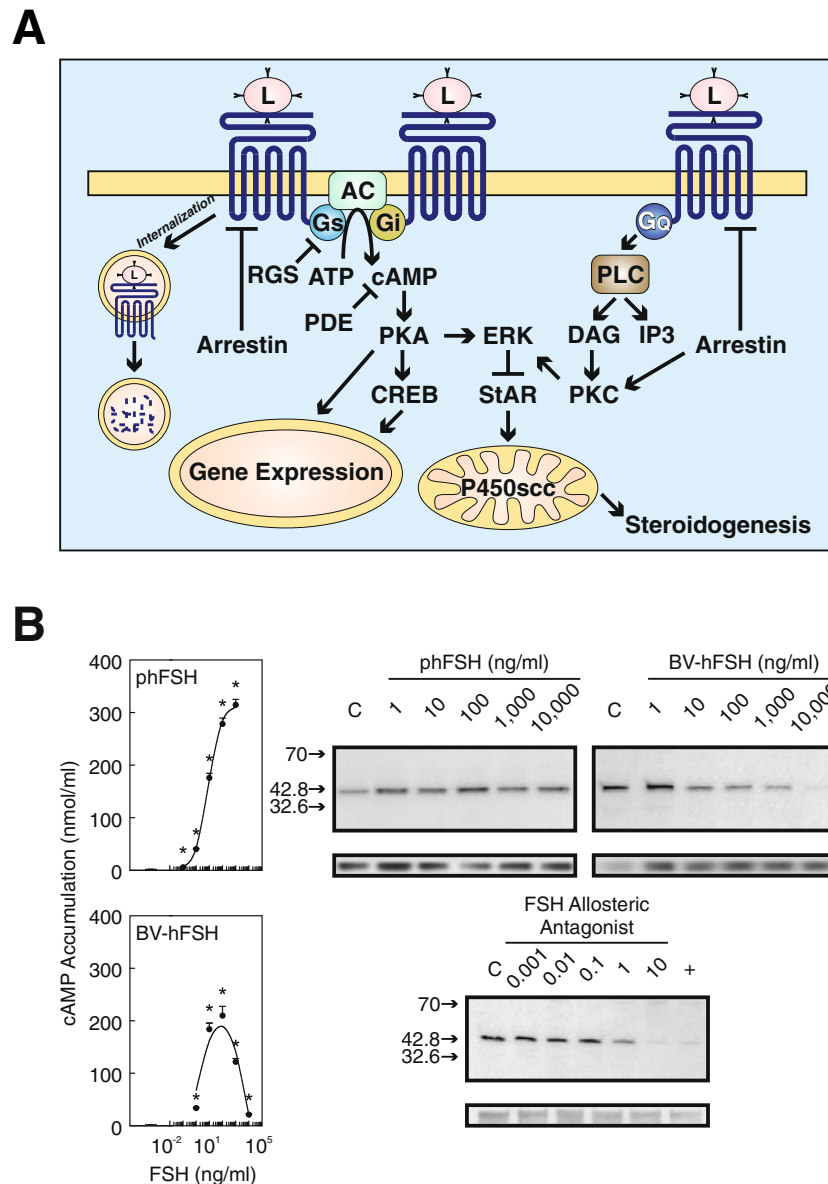 A
L L L
Internalization
AC
Gs Gi
GQ
L
RGS ATP cAMP
PLC
PDE
Arrestin PKA ERK DAG IP3 Arrestin
CREB StAR PKC
Gene Expression
P450scc
Steroidogenesis
B
cAMP Accumulation (nmol/ml)
400
phFSH
300
200
100
0
* * * * *
400
BV-hFSH
300
200
100
0
* * * * *
10-2 101 105
FSH (ng/ml)
phFSH (ng/ml)
C 1 10 100 1,000 10,000
70→
42.8→
32.6→
BV-hFSH (ng/ml)
C 1 10 100 1,000 10,000
FSH Allosteric
Antagonist
C 0.001 0.01 0.1 1 10 +
70→
42.8→
32.6→